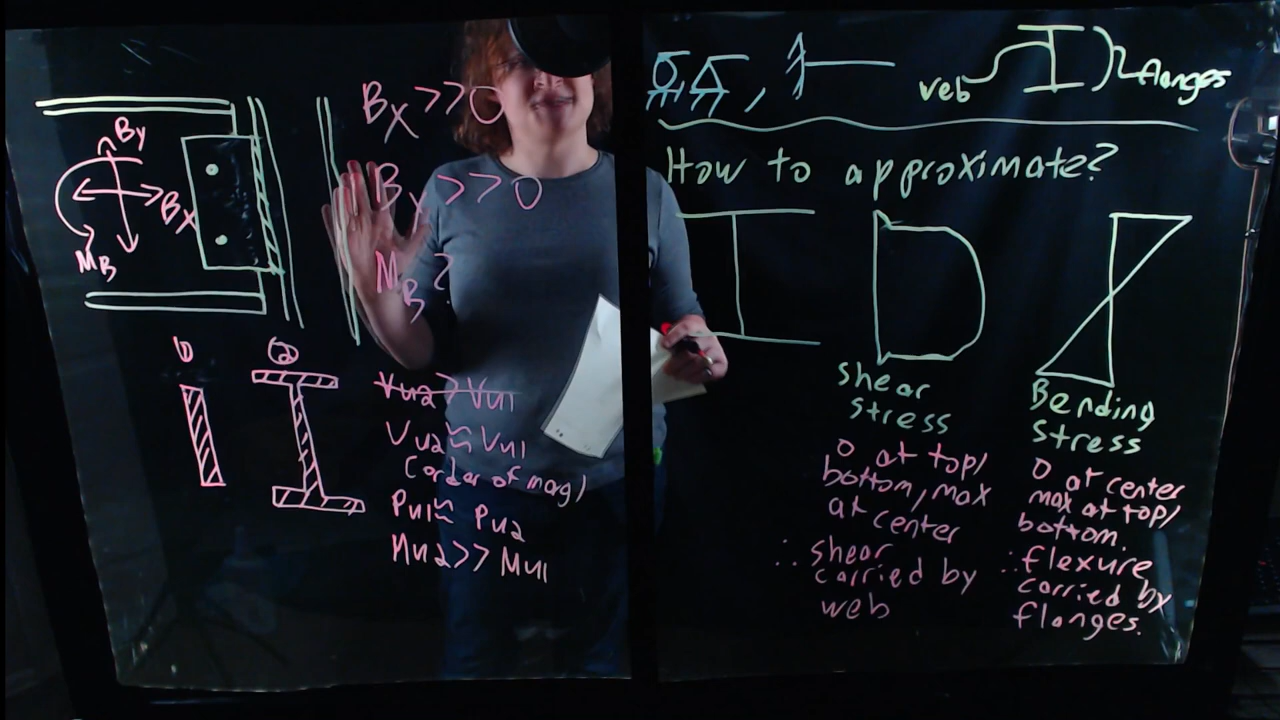 By
Bx
MB
Bx >> 0
By >> 0
MB?
① ②
Vu2 > Vu1
Vu2 ≈ Vu1
(order of mag)
Pu1 ≈ Pu2
Mu2 >> Mu1
web
flanges
How to approximate?
shear
stress
0 at top/
bottom, max
at center
∴ shear
carried by
web
Bending
stress
0 at center
max at top/
bottom.
∴ flexure
carried by
flanges.